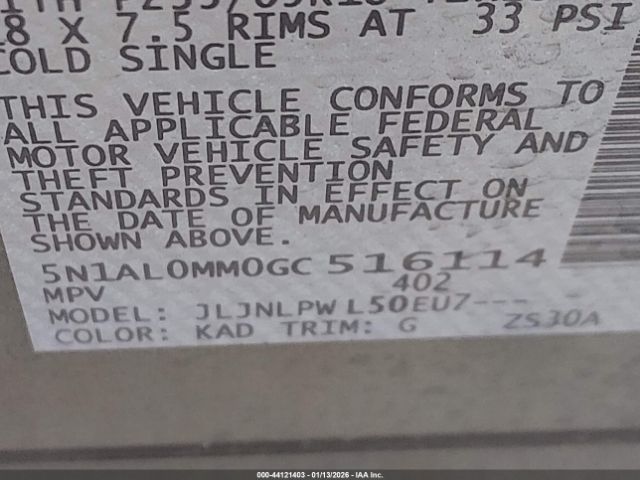 8 X 7.5 RIMS AT 33 PSI
COLD SINGLE
THIS VEHICLE CONFORMS TO
ALL APPLICABLE FEDERAL
MOTOR VEHICLE SAFETY AND
THEFT PREVENTION
STANDARDS IN EFFECT ON
THE DATE OF MANUFACTURE
SHOWN ABOVE.
5N1AL0MM0GC 516114
MPV 402
MODEL: JLJNLPW L50EU7--- -
COLOR: KAD TRIM: G ZS30A
000-44121403 - 01/13/2026 - IAA Inc.